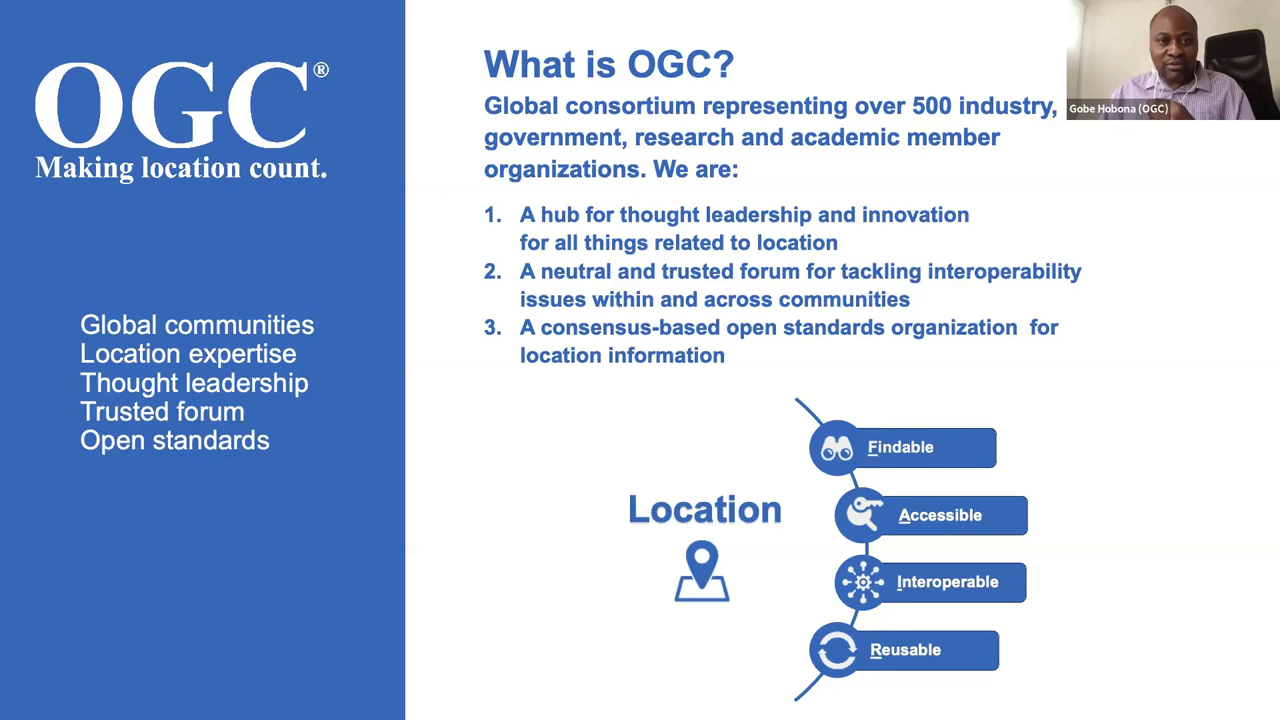 OGC®
Making location count.
Global communities
Location expertise
Thought leadership
Trusted forum
Open standards
What is OGC?
Global consortium representing over 500 industry,
government, research and academic member
organizations. We are:
1. A hub for thought leadership and innovation
for all things related to location
2. A neutral and trusted forum for tackling interoperability
issues within and across communities
3. A consensus-based open standards organization for
location information
Location
Findable
Accessible
Interoperable
Reusable
Gobe Hobona (OGC)